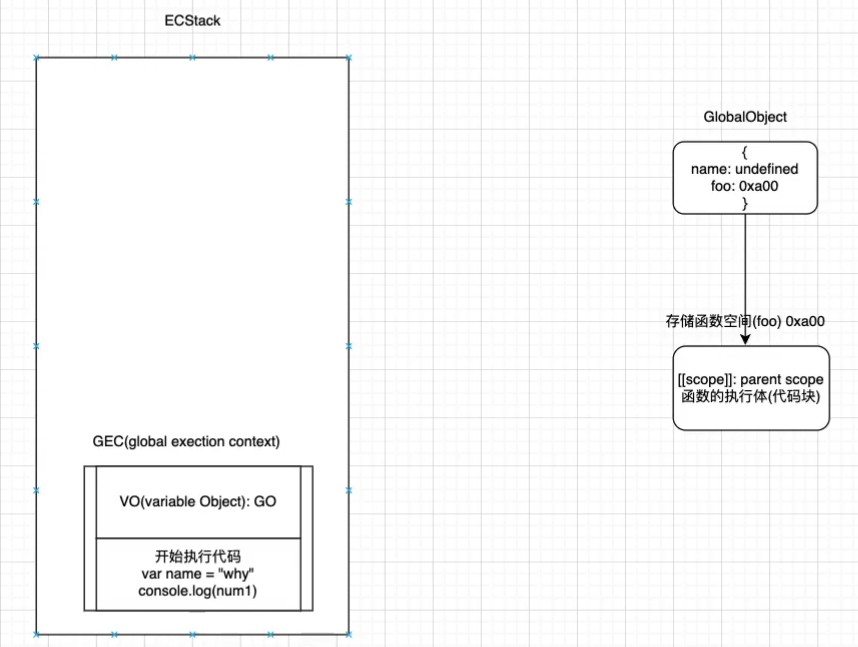 ECStack
GlobalObject
{
name: undefined
foo: 0xa00
}
存储函数空间(foo) 0xa00
[[scope]]: parent scope
函数的执行体(代码块)
GEC(global exection context)
VO(variable Object): GO
开始执行代码
var name = "why"
console.log(num1)